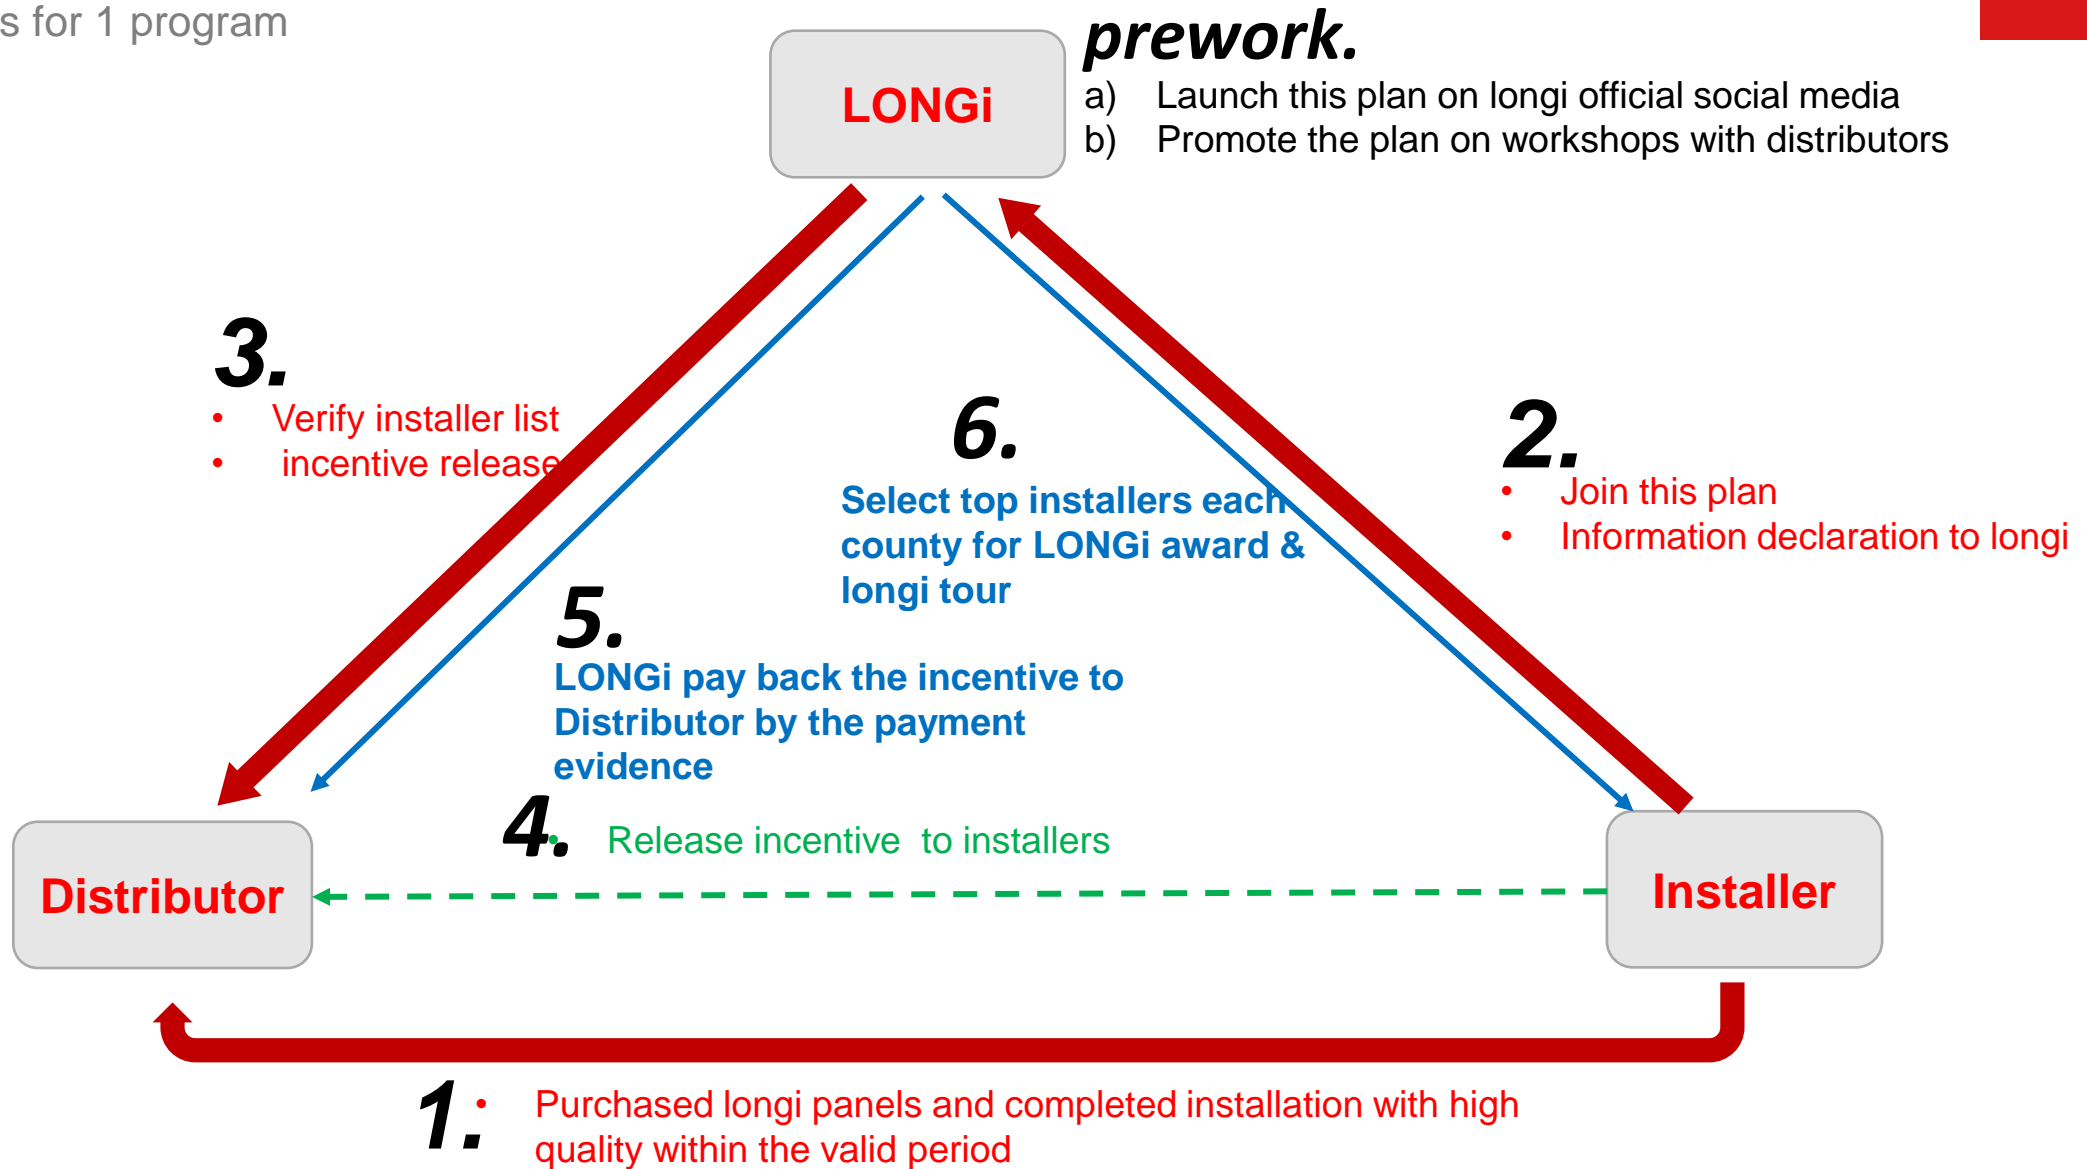 s for 1 program
LONGi
prework.
a) Launch this plan on longi official social media
b) Promote the plan on workshops with distributors
3.
• Verify installer list
• incentive release
6.
Select top installers each
county for LONGi award &
longi tour
2.
• Join this plan
• Information declaration to longi
5.
LONGi pay back the incentive to
Distributor by the payment
evidence
4.
• Release incentive to installers
Distributor
Installer
1.
• Purchased longi panels and completed installation with high
quality within the valid period